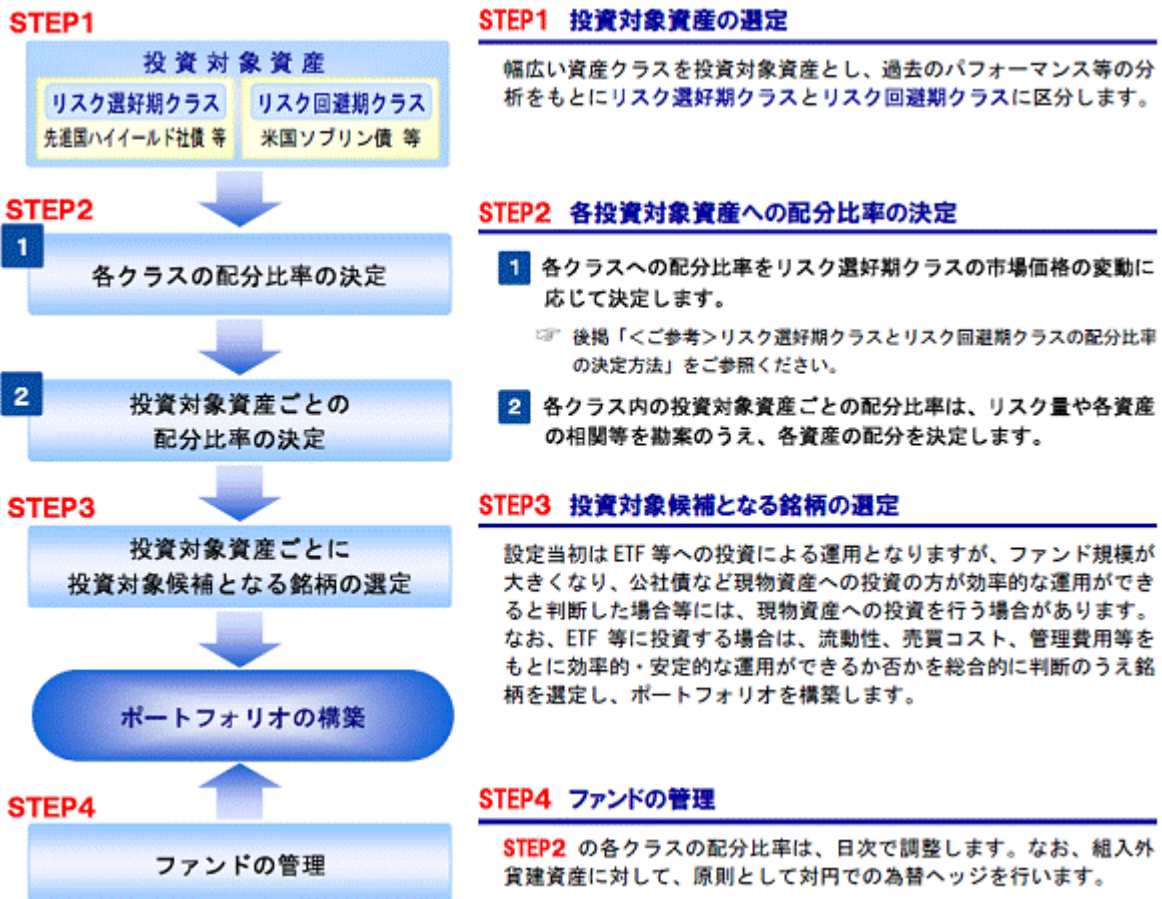 STEP1
投資対象資産
リスク選好期クラス
先進国ハイイールド社債 等
リスク回避期クラス
米国ソブリン債 等
STEP2
1
各クラスの配分比率の決定
2
投資対象資産ごとの
配分比率の決定
STEP3
投資対象資産ごとに
投資対象候補となる銘柄の選定
ポートフォリオの構築
STEP4
ファンドの管理
STEP1 投資対象資産の選定
幅広い資産クラスを投資対象資産とし、過去のパフォーマンス等の分
析をもとにリスク選好期クラスとリスク回避期クラスに区分します。
STEP2 各投資対象資産への配分比率の決定
1 各クラスへの配分比率をリスク選好期クラスの市場価格の変動に
応じて決定します。
☞ 後掲「<ご参考>リスク選好期クラスとリスク回避期クラスの配分比率
の決定方法」をご参照ください。
2 各クラス内の投資対象資産ごとの配分比率は、リスク量や各資産
の相関等を勘案のうえ、各資産の配分を決定します。
STEP3 投資対象候補となる銘柄の選定
設定当初は ETF 等への投資による運用となりますが、ファンド規模が
大きくなり、公社債など現物資産への投資の方が効率的な運用ができ
ると判断した場合等には、現物資産への投資を行う場合があります。
なお、ETF 等に投資する場合は、流動性、売買コスト、管理費用等を
もとに効率的・安定的な運用ができるか否かを総合的に判断のうえ銘
柄を選定し、ポートフォリオを構築します。
STEP4 ファンドの管理
STEP2 の各クラスの配分比率は、日次で調整します。なお、組入外
貨建資産に対して、原則として対円での為替ヘッジを行います。